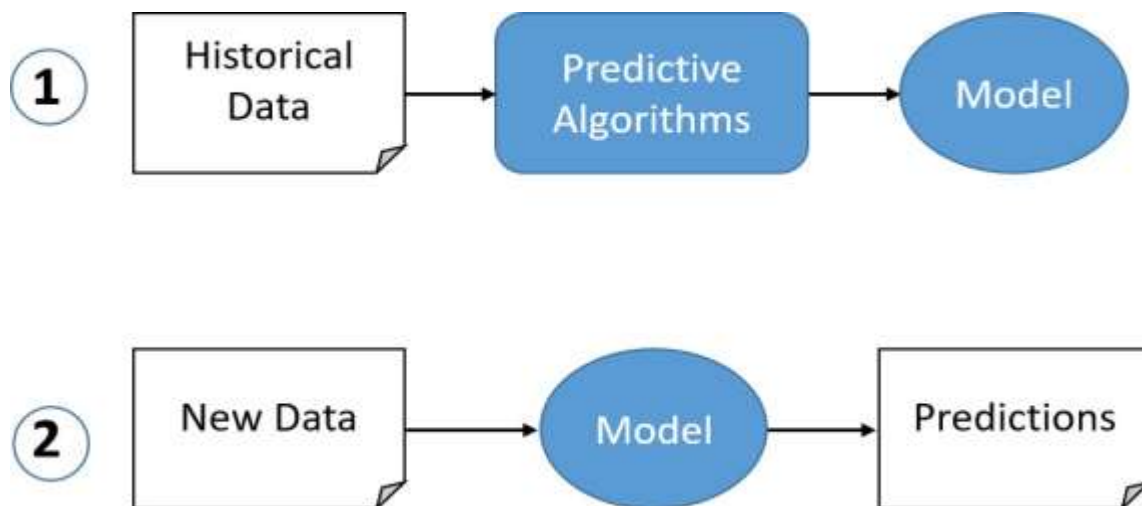 1
Historical
Data
Predictive
Algorithms
Model
2
New Data
Model
Predictions